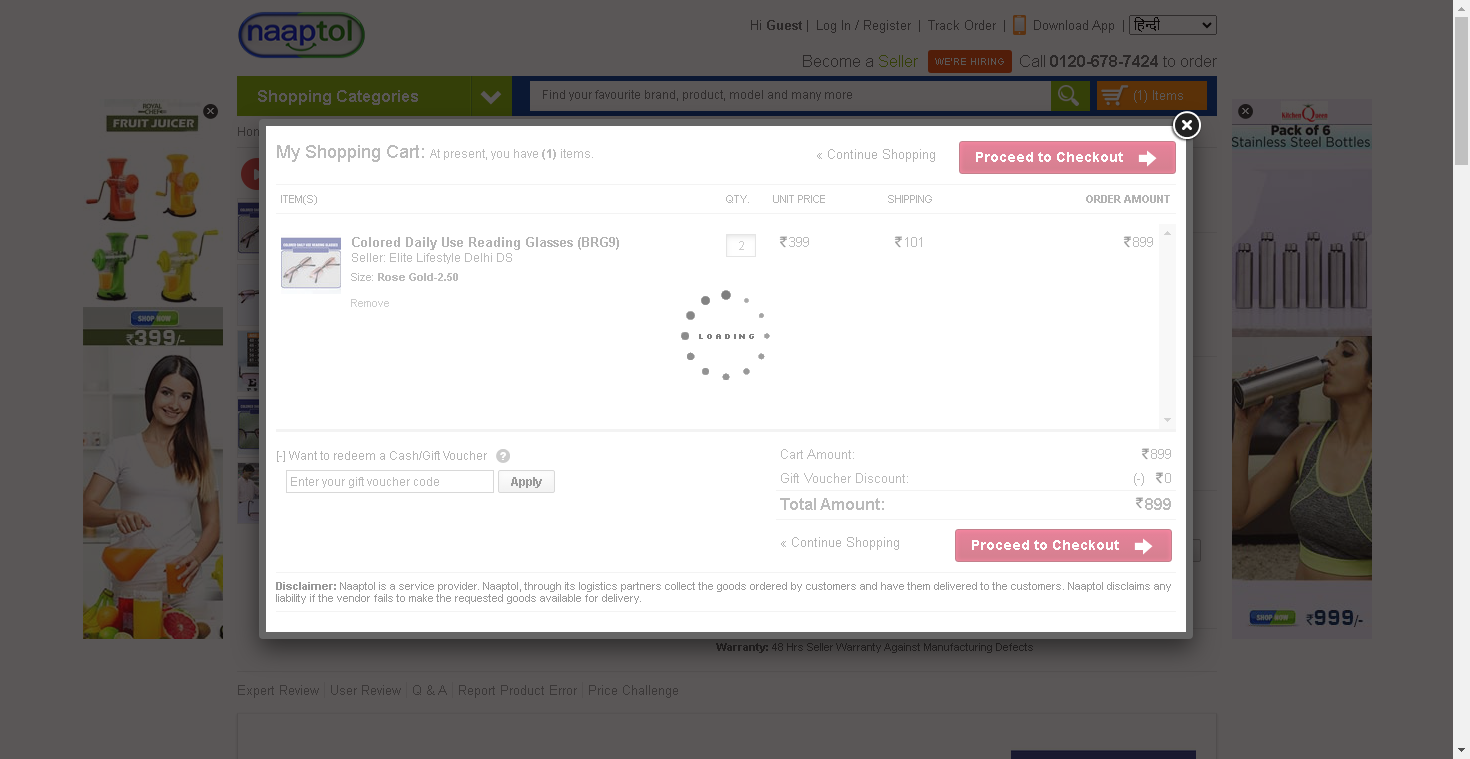 naaptol
Hi Guest | Log In / Register | Track Order | Download App | हिन्दी
Become a Seller WE'RE HIRING Call 0120-678-7424 to order
Shopping Categories
Find your favourite brand, product, model and many more
(1) Items
ROYAL CHEF
FRUIT JUICER
SHOP NOW
₹399/-
Kitchen Queen
Pack of 6
Stainless Steel Bottles
SHOP NOW
₹999/-
Hom
My Shopping Cart: At present, you have (1) items.
« Continue Shopping
Proceed to Checkout
ITEM(S) QTY. UNIT PRICE SHIPPING ORDER AMOUNT
COLORED DAILY USE READING GLASSES
Colored Daily Use Reading Glasses (BRG9) 2 ₹399 ₹101 ₹899
Seller: Elite Lifestyle Delhi DS
Size: Rose Gold-2.50
Remove
LOADING
[-] Want to redeem a Cash/Gift Voucher ?
Enter your gift voucher code Apply
Cart Amount: ₹899
Gift Voucher Discount: (-) ₹0
Total Amount: ₹899
« Continue Shopping Proceed to Checkout
Disclaimer: Naaptol is a service provider. Naaptol, through its logistics partners collect the goods ordered by customers and have them delivered to the customers. Naaptol disclaims any
liability if the vendor fails to make the requested goods available for delivery.
Warranty: 48 Hrs Seller Warranty Against Manufacturing Defects
Expert Review | User Review | Q & A | Report Product Error | Price Challenge